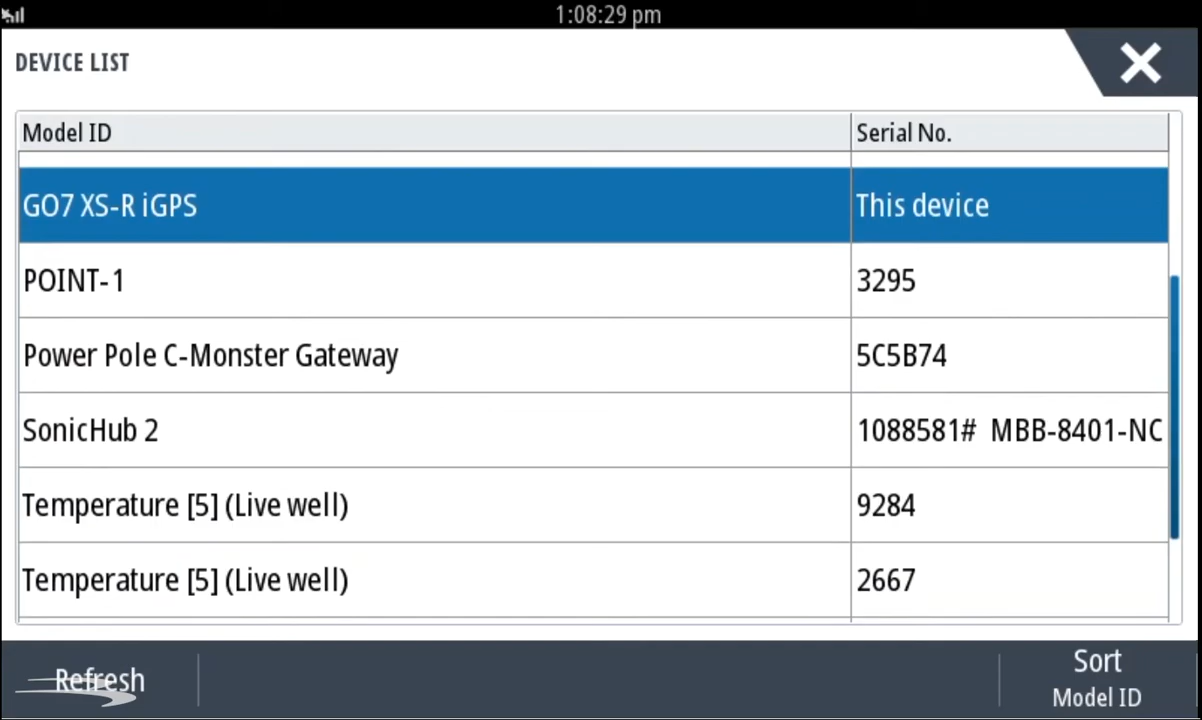 1:08:29 pm
DEVICE LIST
Model ID Serial No.
GO7 XS-R iGPS This device
POINT-1 3295
Power Pole C-Monster Gateway 5C5B74
SonicHub 2 1088581#  MBB-8401-NC
Temperature [5] (Live well) 9284
Temperature [5] (Live well) 2667
Refresh
Sort
Model ID